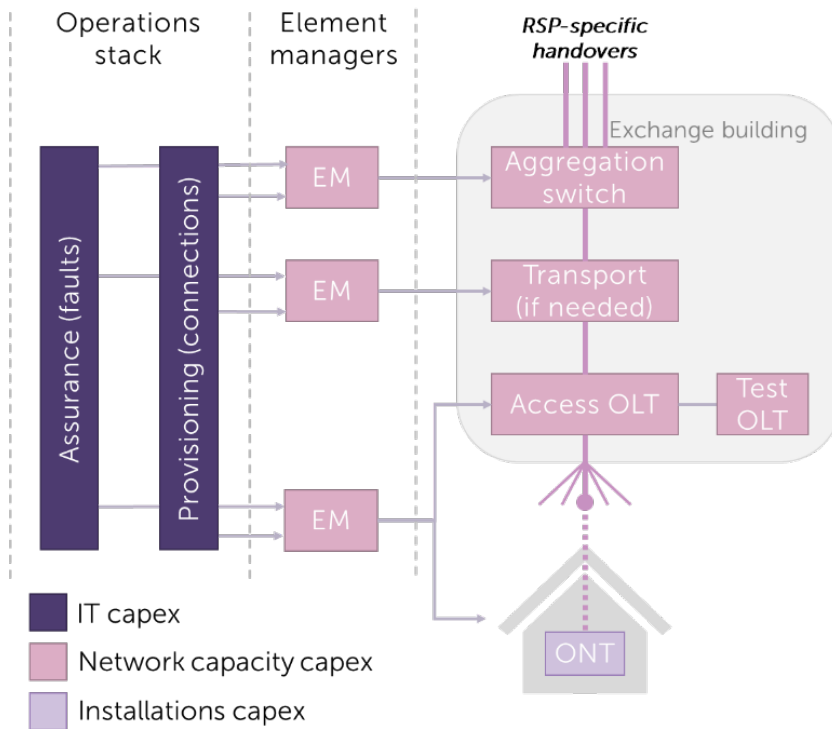 Operations
stack
Element
managers
RSP-specific
handovers
Exchange building
Assurance (faults)
Provisioning (connections)
EM
Aggregation
switch
EM
Transport
(if needed)
Access OLT
Test
OLT
EM
ONT
IT capex
Network capacity capex
Installations capex